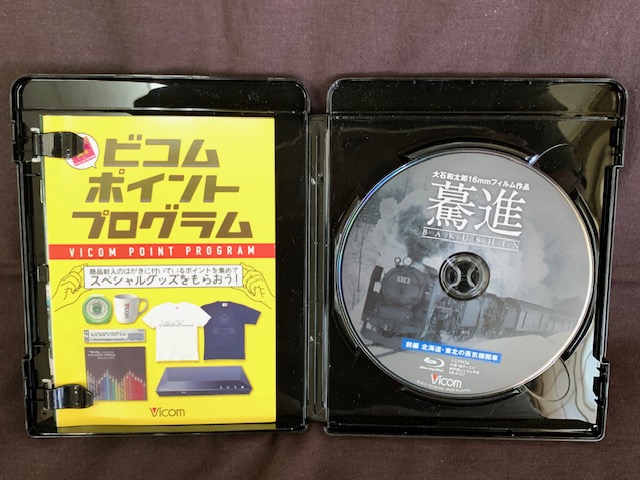 ビコム
ポイント
プログラム
VICOM POINT PROGRAM
商品封入のはがきに付いているポイントを集めて
スペシャルグッズをもらおう!
Vicom
大石和太郎16mmフィルム作品
驀進
BAKUSHIN
前編 北海道・東北の蒸気機関車
Blu-ray Disc
Vicom